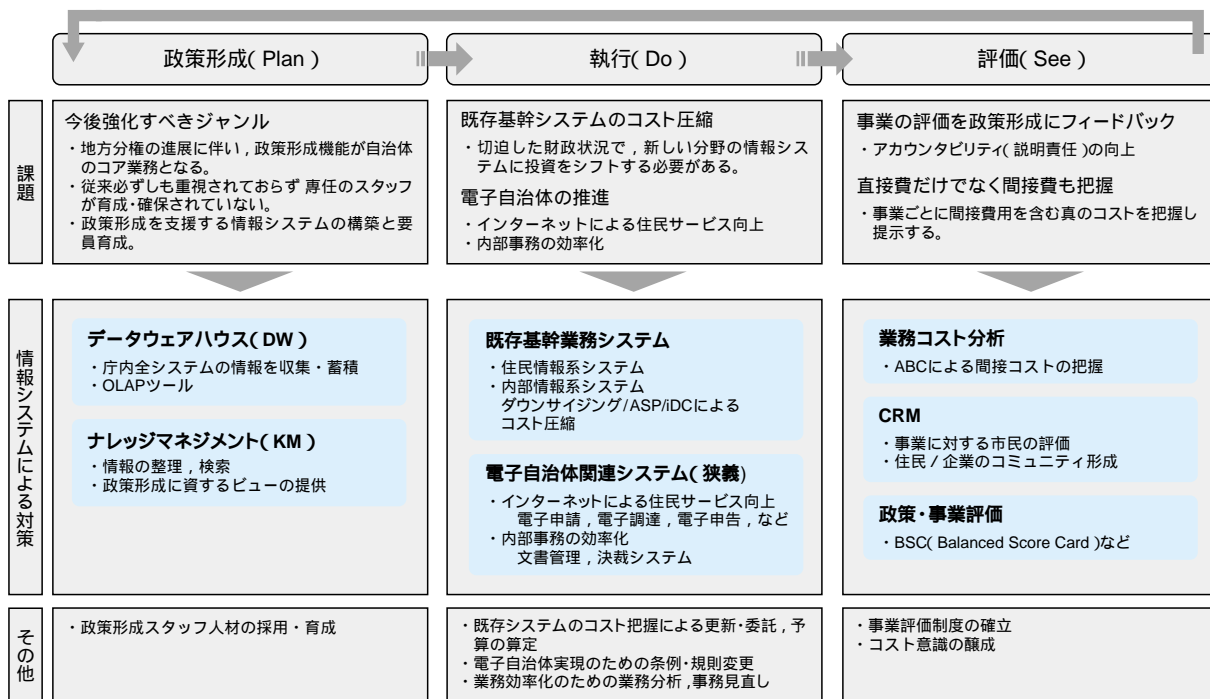 政策形成( Plan )
執行( Do )
評価( See )
課題
今後強化すべきジャンル
・地方分権の進展に伴い，政策形成機能が自治体
のコア業務となる。
・従来必ずしも重視されておらず 専任のスタッフ
が育成・確保されていない。
・政策形成を支援する情報システムの構築と要
員育成。
既存基幹システムのコスト圧縮
・切迫した財政状況で，新しい分野の情報シス
テムに投資をシフトする必要がある。
電子自治体の推進
・インターネットによる住民サービス向上
・内部事務の効率化
事業の評価を政策形成にフィードバック
・アカウンタビリティ( 説明責任 )の向上
直接費だけでなく間接費も把握
・事業ごとに間接費用を含む真のコストを把握し
提示する。
情報システムによる対策
データウェアハウス( DW )
・庁内全システムの情報を収集・蓄積
・OLAPツール
ナレッジマネジメント( KM )
・情報の整理，検索
・政策形成に資するビューの提供
既存基幹業務システム
・住民情報系システム
・内部情報系システム
ダウンサイジング/ASP/iDCによる
コスト圧縮
電子自治体関連システム( 狭義)
・インターネットによる住民サービス向上
電子申請，電子調達，電子申告，など
・内部事務の効率化
文書管理，決裁システム
業務コスト分析
・ABCによる間接コストの把握
CRM
・事業に対する市民の評価
・住民 / 企業のコミュニティ形成
政策・事業評価
・BSC( Balanced Score Card )など
その他
・政策形成スタッフ人材の採用・育成
・既存システムのコスト把握による更新・委託，予
算の算定
・電子自治体実現のための条例・規則変更
・業務効率化のための業務分析，事務見直し
・事業評価制度の確立
・コスト意識の醸成